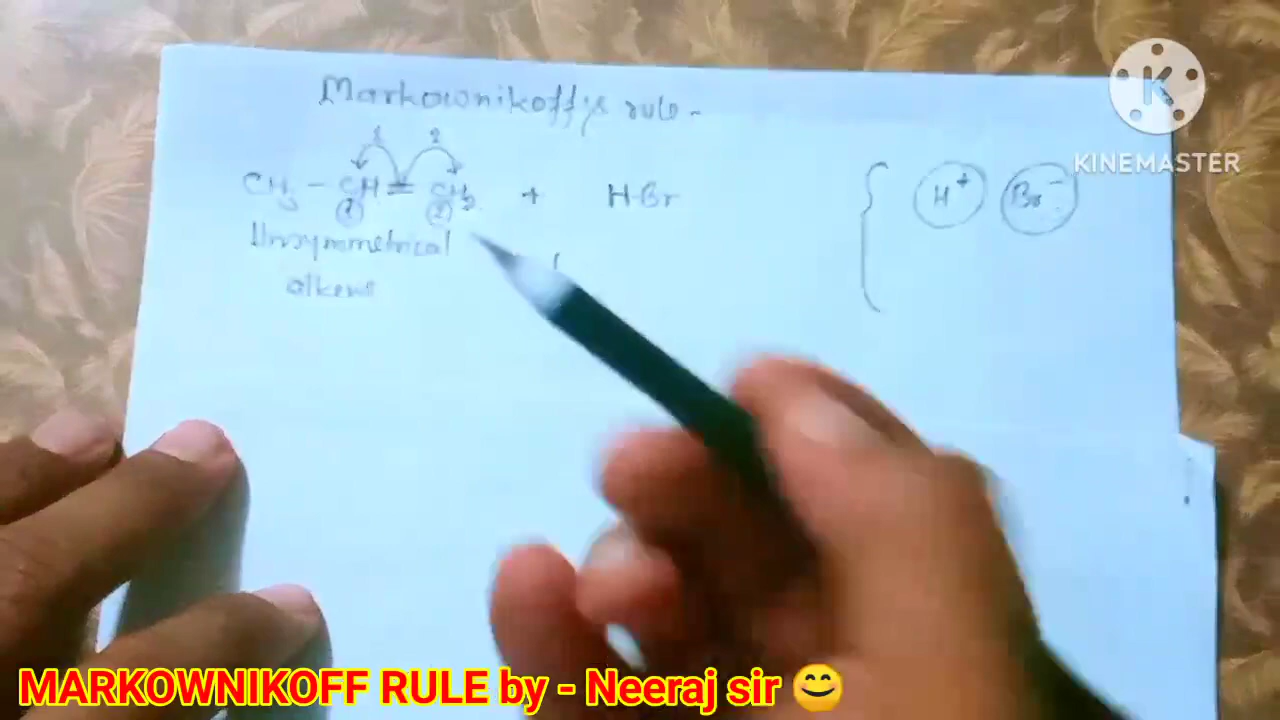 Markownikoff's rule -
1 2
CH3 - CH = CH2 + H-Br
(1) (2)
Unsymmetrical
alkene
{ H+ Br-
KINEMASTER
MARKOWNIKOFF RULE by - Neeraj sir 😊